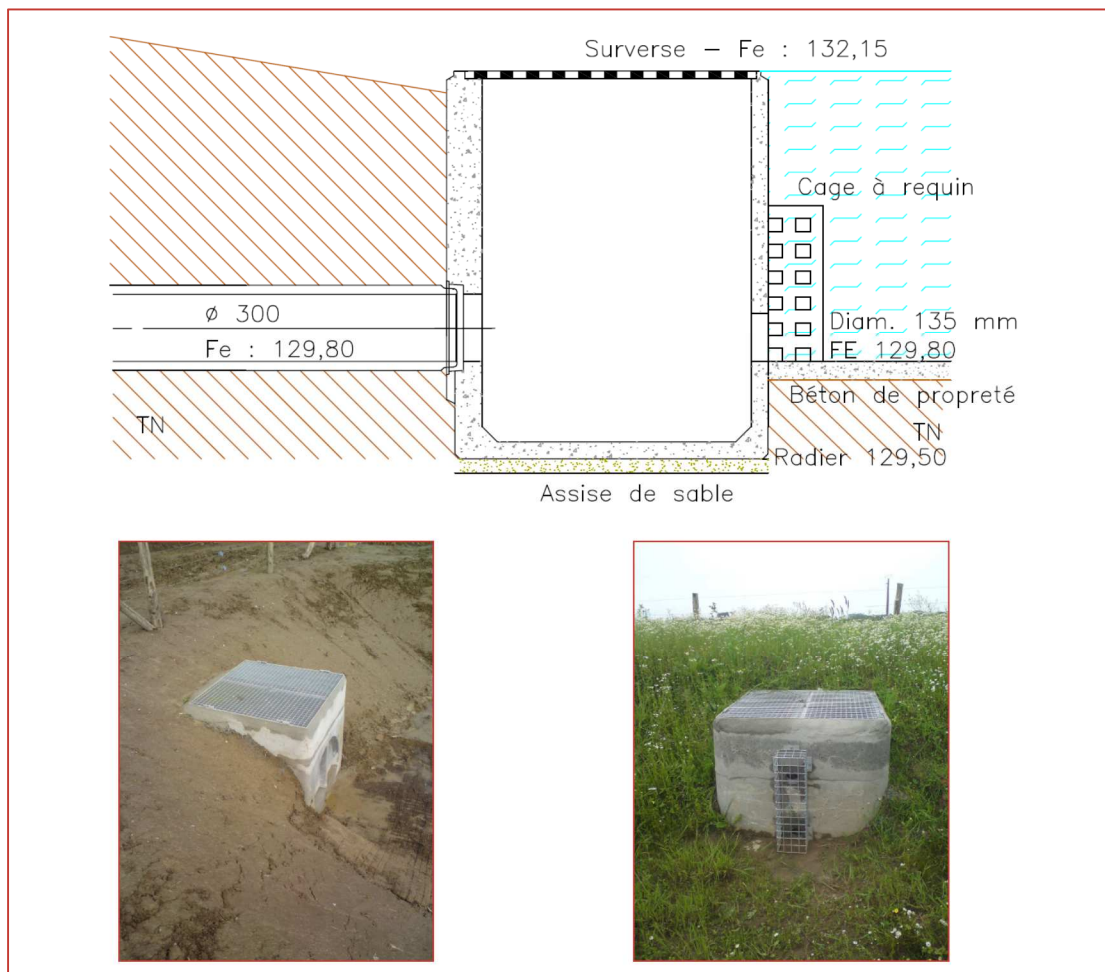 Surverse – Fe : 132,15
Cage à requin
ø 300
Diam. 135 mm
Fe : 129,80
FE 129,80
Béton de propreté
TN
TN
Radier 129,50
Assise de sable